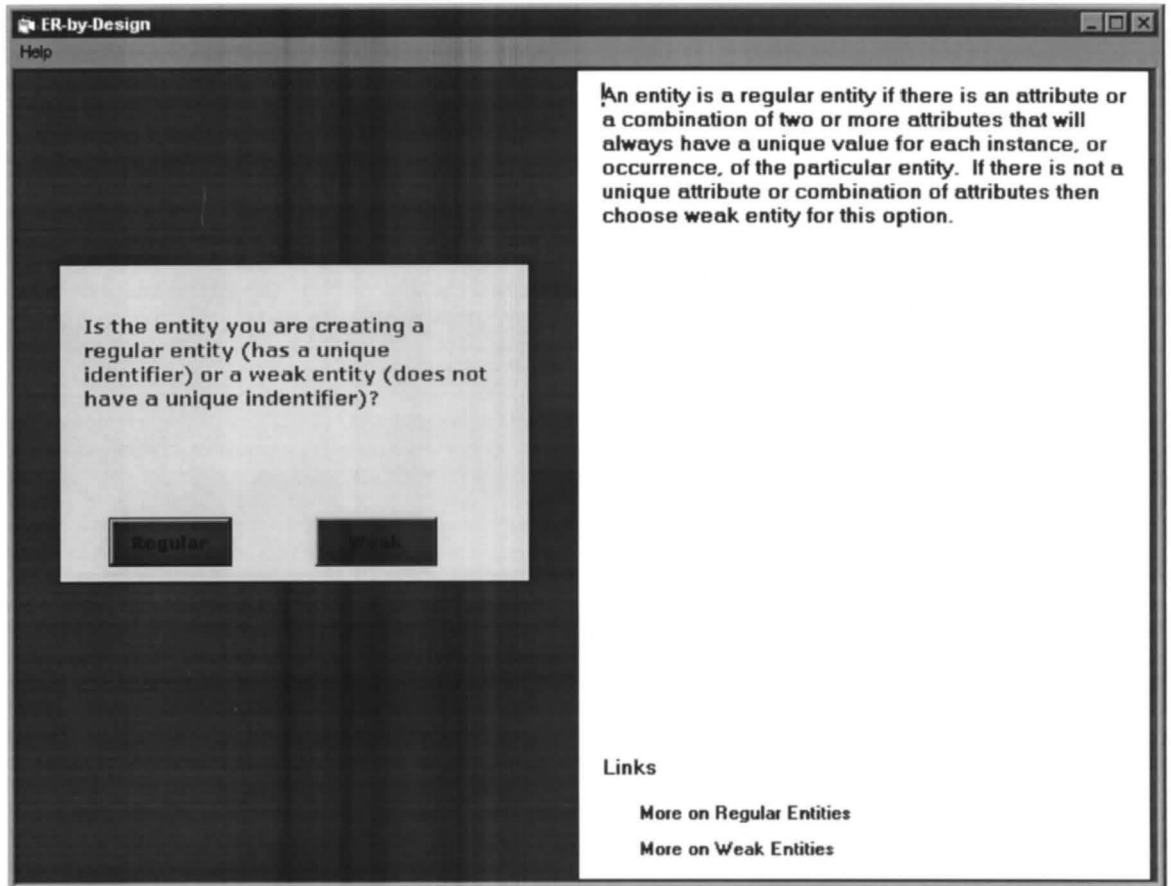 ER-by-Design
Help
An entity is a regular entity if there is an attribute or
a combination of two or more attributes that will
always have a unique value for each instance, or
occurrence, of the particular entity. If there is not a
unique attribute or combination of attributes then
choose weak entity for this option.
Is the entity you are creating a
regular entity (has a unique
identifier) or a weak entity (does not
have a unique indentifier)?
Regular
Weak
Links
More on Regular Entities
More on Weak Entities